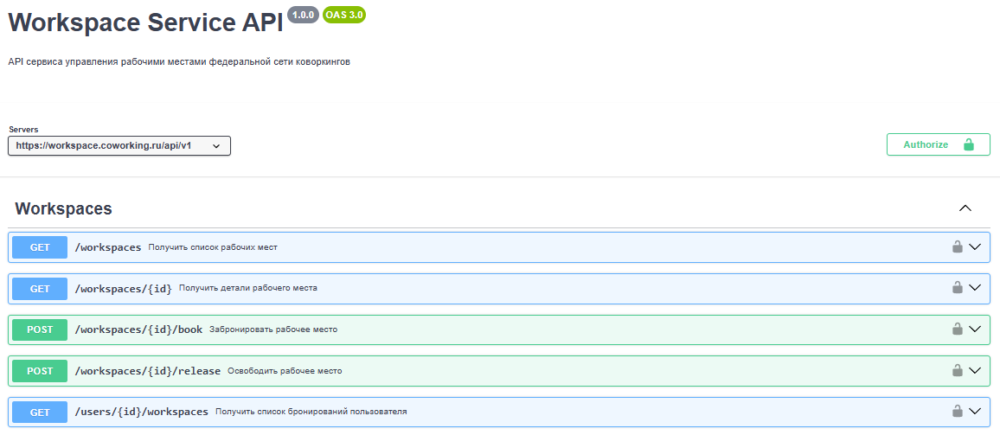 Workspace Service API 1.0.0 OAS 3.0
API сервиса управления рабочими местами федеральной сети коворкингов
Servers
https://workspace.coworking.ru/api/v1
Authorize
Workspaces
GET /workspaces Получить список рабочих мест
GET /workspaces/{id} Получить детали рабочего места
POST /workspaces/{id}/book Забронировать рабочее место
POST /workspaces/{id}/release Освободить рабочее место
GET /users/{id}/workspaces Получить список бронирований пользователя